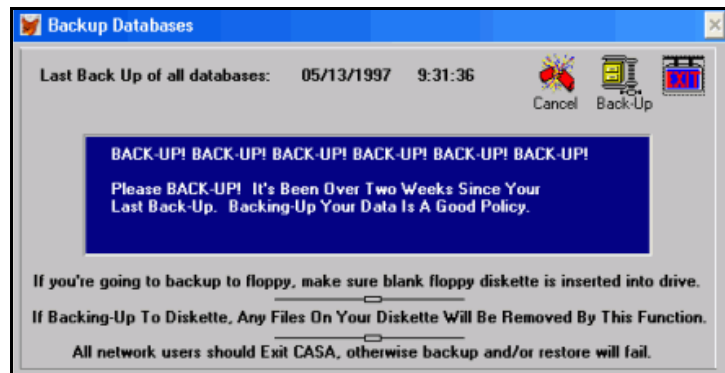 Backup Databases
Last Back Up of all databases: 05/13/1997 9:31:36
Cancel Back-Up EXIT
BACK-UP! BACK-UP! BACK-UP! BACK-UP! BACK-UP! BACK-UP!
Please BACK-UP! It's Been Over Two Weeks Since Your
Last Back-Up. Backing-Up Your Data Is A Good Policy.
If you're going to backup to floppy, make sure blank floppy diskette is inserted into drive.
If Backing-Up To Diskette, Any Files On Your Diskette Will Be Removed By This Function.
All network users should Exit CASA, otherwise backup and/or restore will fail.